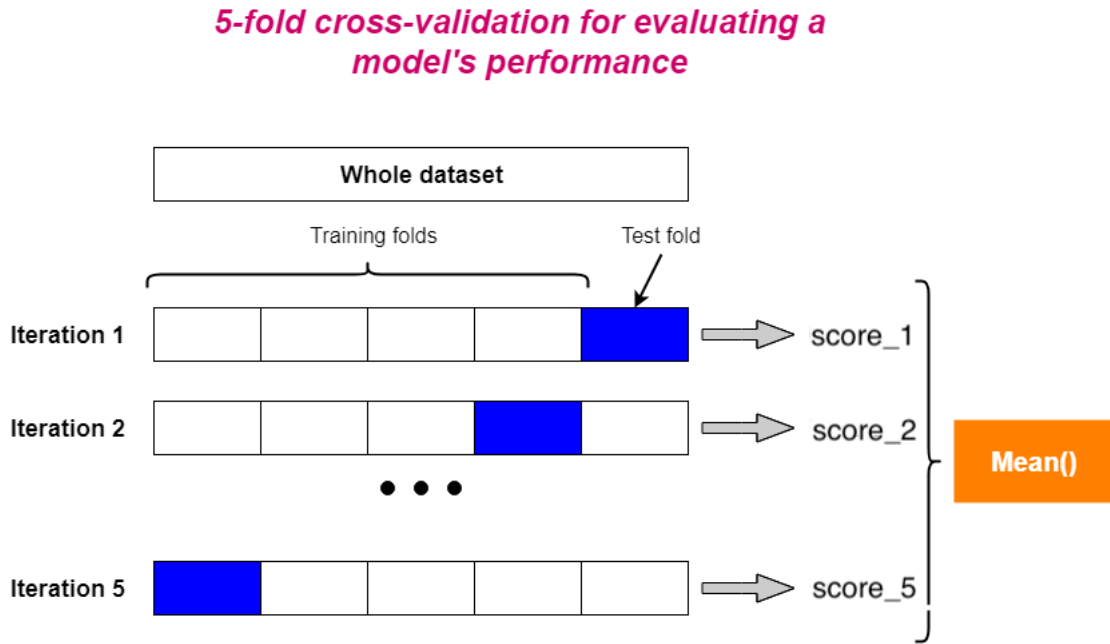 5-fold cross-validation for evaluating a
model's performance
Whole dataset
Training folds
Test fold
Iteration 1
score_1
Iteration 2
score_2
Mean()
Iteration 5
score_5